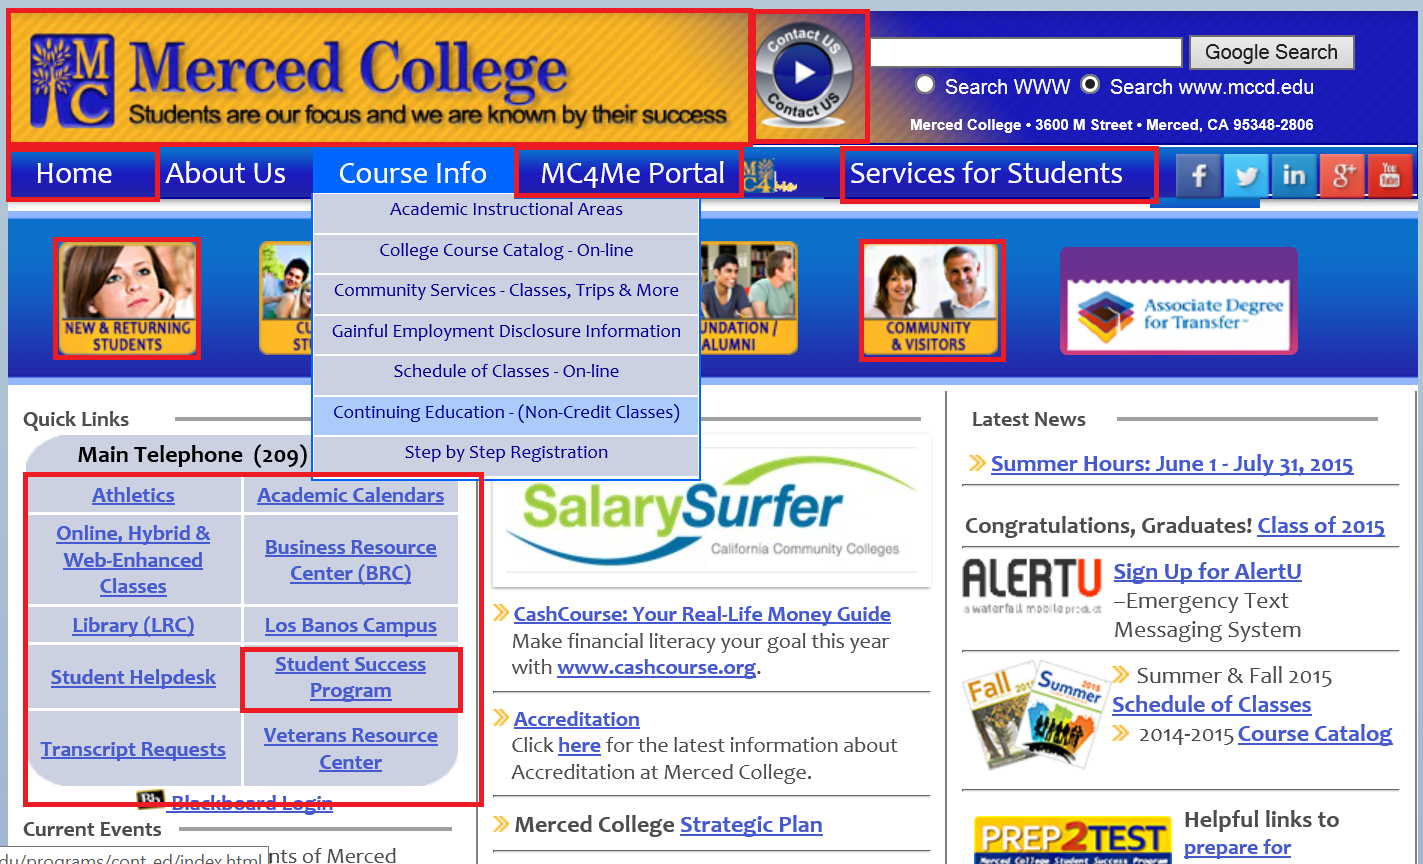 Merced College
Students are our focus and we are known by their success
Contact US
Contact US
Google Search
Search WWW Search www.mccd.edu
Merced College • 3600 M Street • Merced, CA 95348-2806
Home About Us Course Info MC4Me Portal MC4Me Services for Students
f in g+ You Tube
Academic Instructional Areas
College Course Catalog - On-line
Community Services - Classes, Trips & More
Gainful Employment Disclosure Information
Schedule of Classes - On-line
Continuing Education - (Non-Credit Classes)
Step by Step Registration
NEW & RETURNING
STUDENTS
COMMUNITY
& VISITORS
ALUMNI
Associate Degree
for Transfer
Quick Links
Main Telephone (209)
Athletics
Academic Calendars
Online, Hybrid &
Web-Enhanced
Classes
Business Resource
Center (BRC)
Library (LRC)
Los Banos Campus
Student Helpdesk
Student Success
Program
Transcript Requests
Veterans Resource
Center
Bb Blackboard Login
Current Events
nts of Merced
du/programs/cont_ed/index.html
SalarySurfer
California Community Colleges
CashCourse: Your Real-Life Money Guide
Make financial literacy your goal this year
with www.cashcourse.org.
Accreditation
Click here for the latest information about
Accreditation at Merced College.
Merced College Strategic Plan
Latest News
Summer Hours: June 1 - July 31, 2015
Congratulations, Graduates! Class of 2015
ALERTU
a waterfall mobile product
Sign Up for AlertU
–Emergency Text
Messaging System
Fall 2015
Summer 2015
Summer & Fall 2015
Schedule of Classes
2014-2015 Course Catalog
PREP2TEST
Merced College Student Success Program
Helpful links to
prepare for